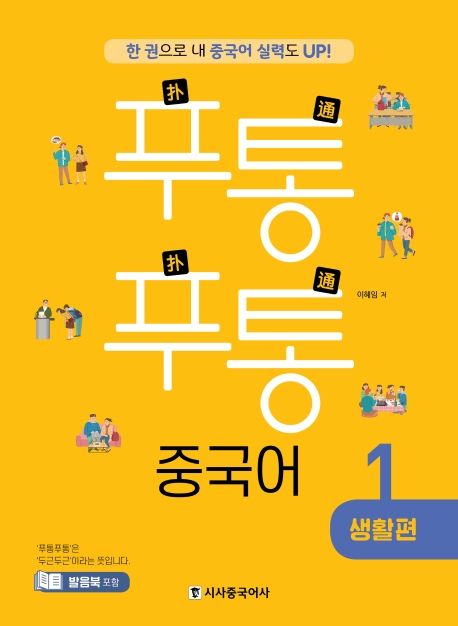 한 권으로 내 중국어 실력도 UP!
扑 通
푸통
扑 通
푸통
이혜임 저
중국어
1
생활편
'푸통푸통'은
'두근두근'이라는 뜻입니다.
발음북 포함
시사중국어사